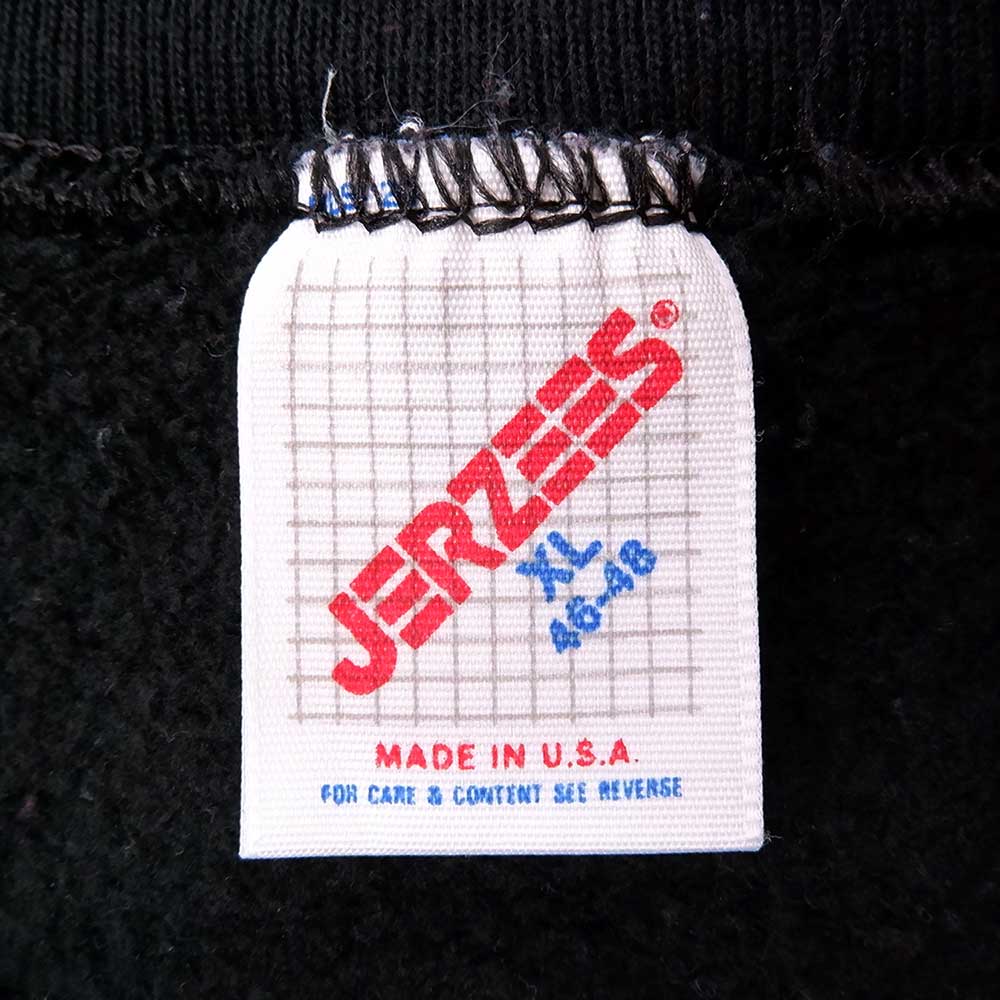 JERZEES®
XL
46-48
MADE IN U.S.A.
FOR CARE & CONTENT SEE REVERSE